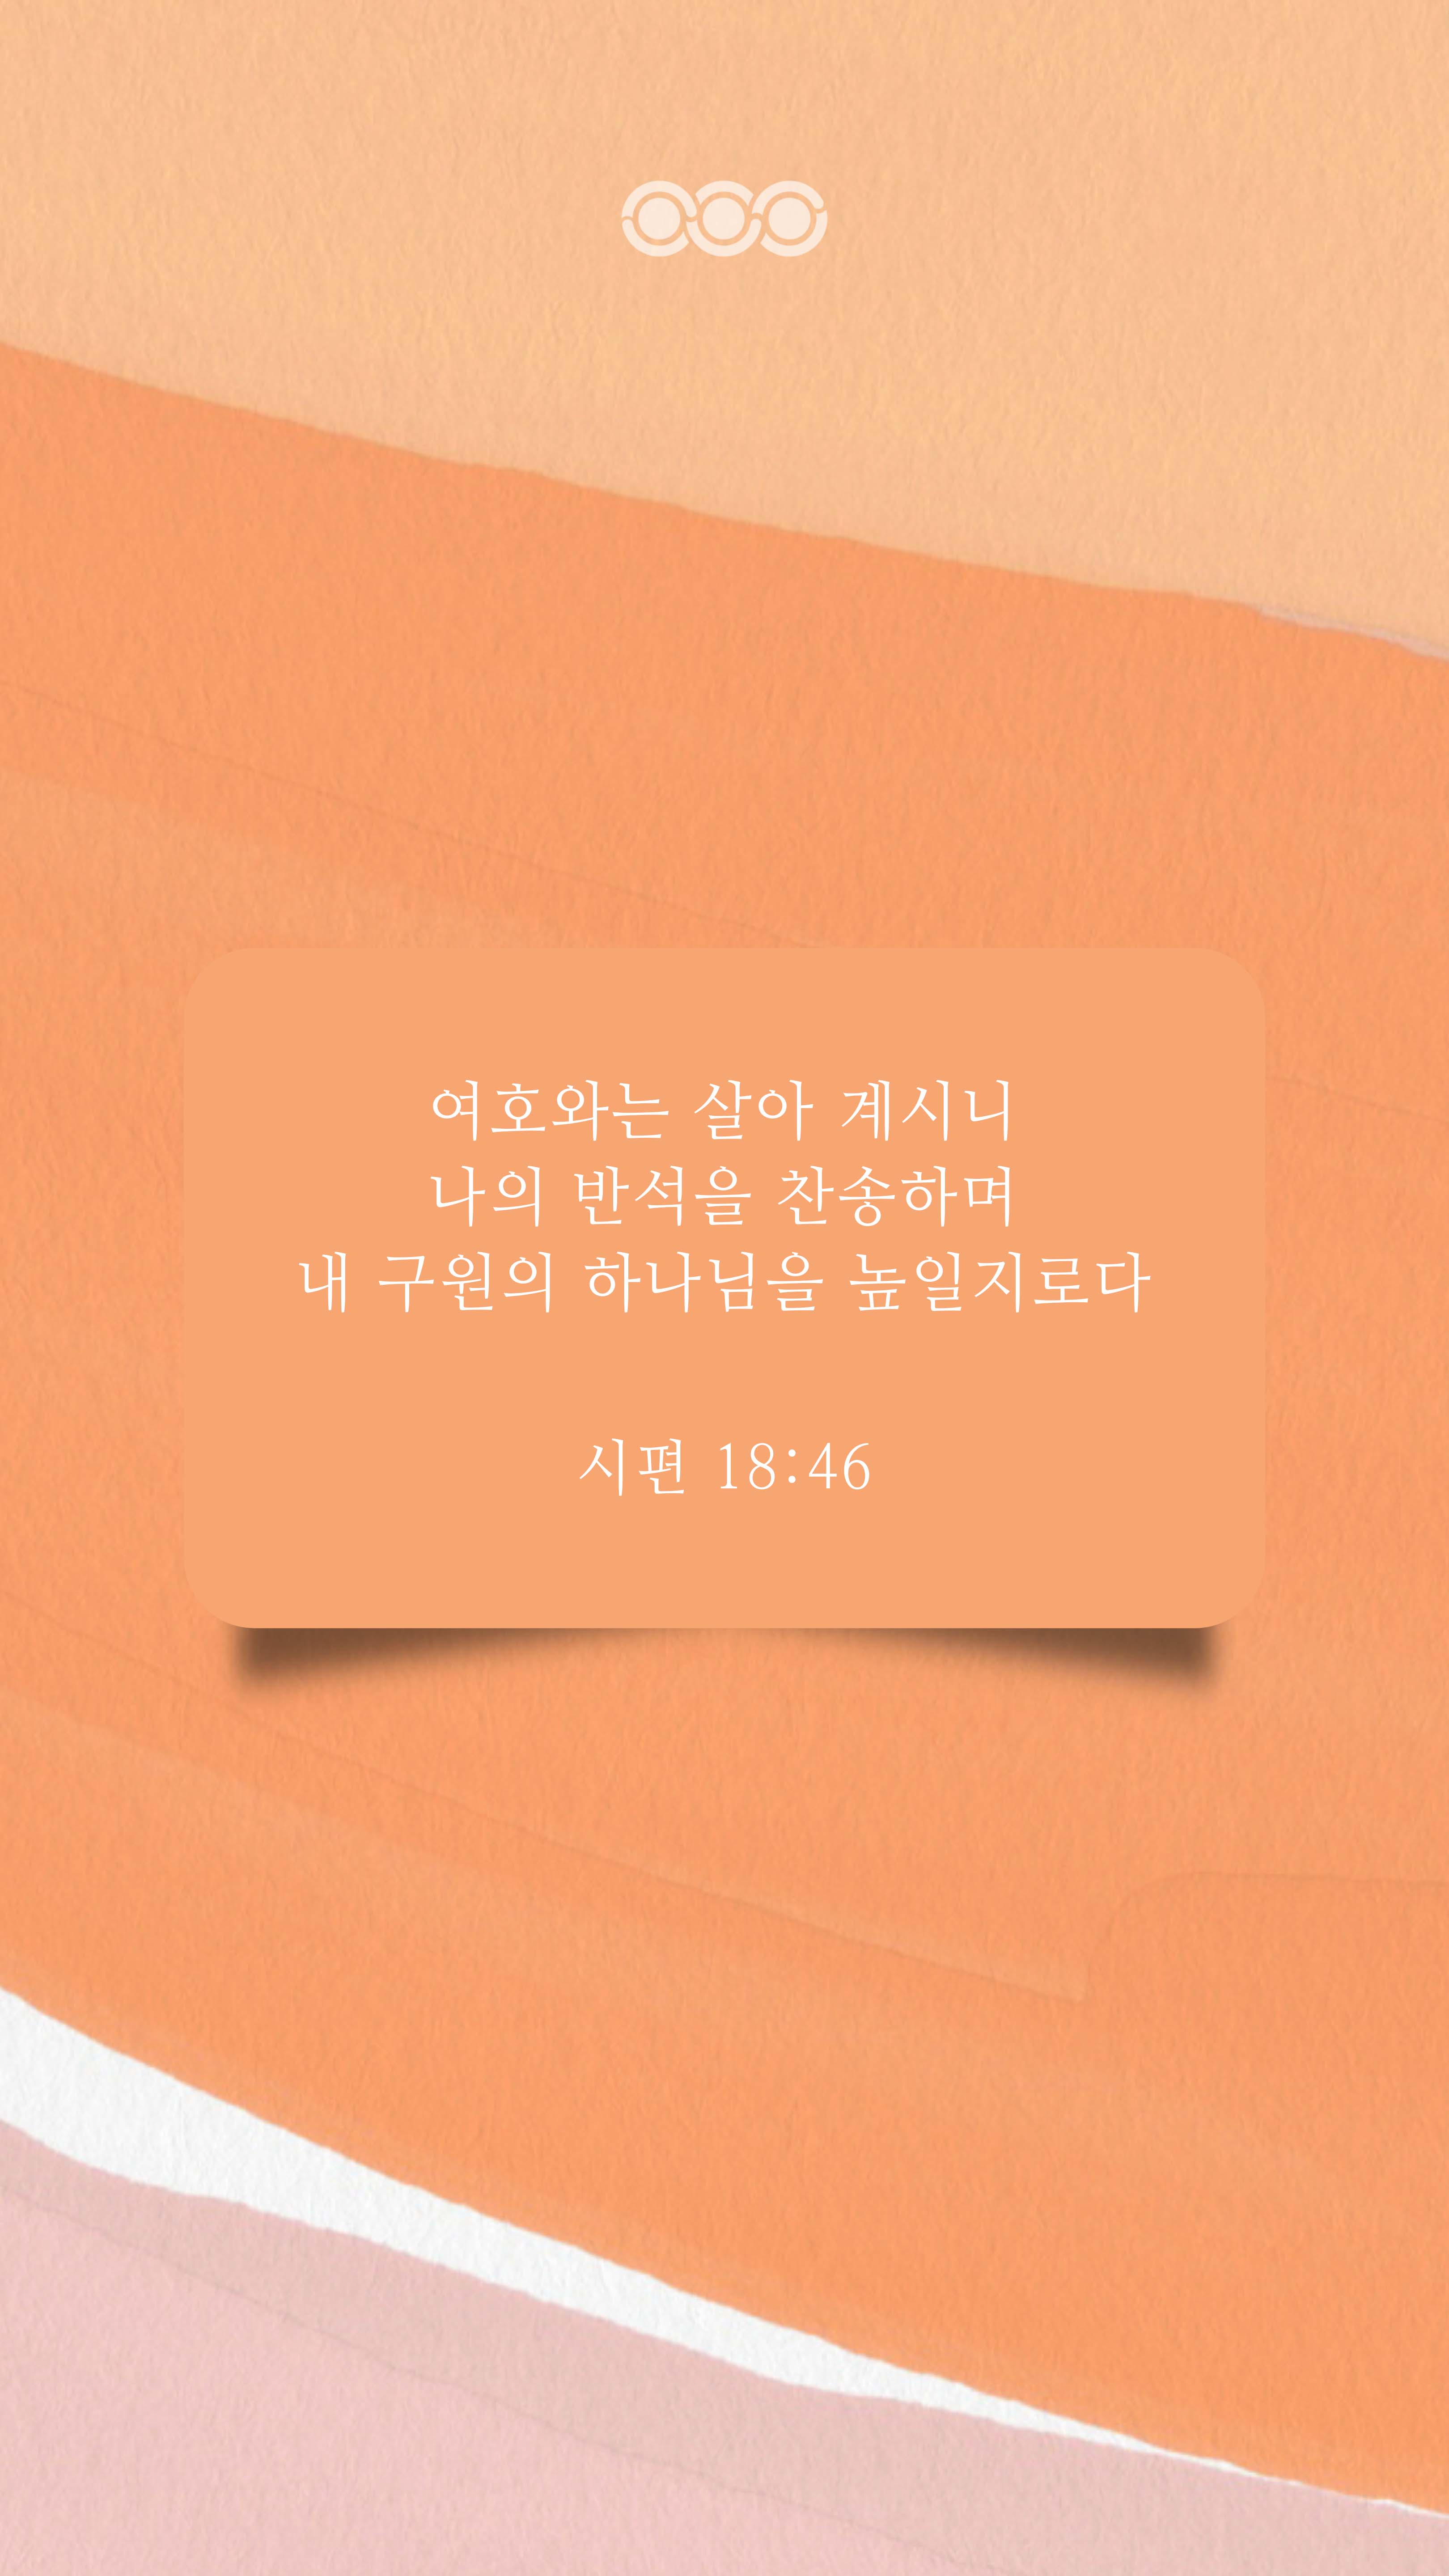 여호와는 살아 계시니
나의 반석을 찬송하며
내 구원의 하나님을 높일지로다
시편 18:46